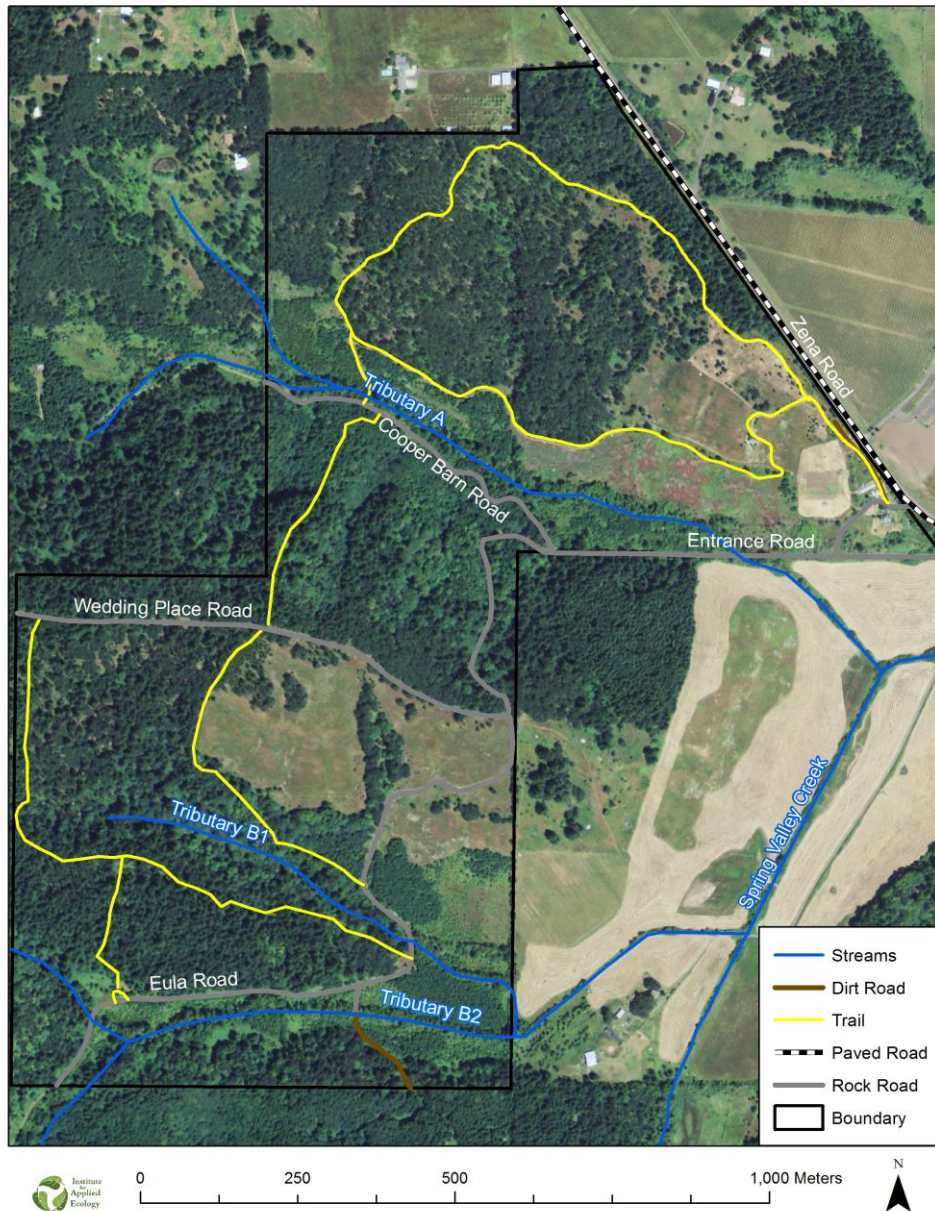 Zena Road
Tributary A
Cooper Barn Road
Entrance Road
Wedding Place Road
Tributary B1
Spring Valley Creek
Eula Road
Tributary B2
Streams
Dirt Road
Trail
Paved Road
Rock Road
Boundary
Institute
for
Applied
Ecology
0 250 500 1,000 Meters
N